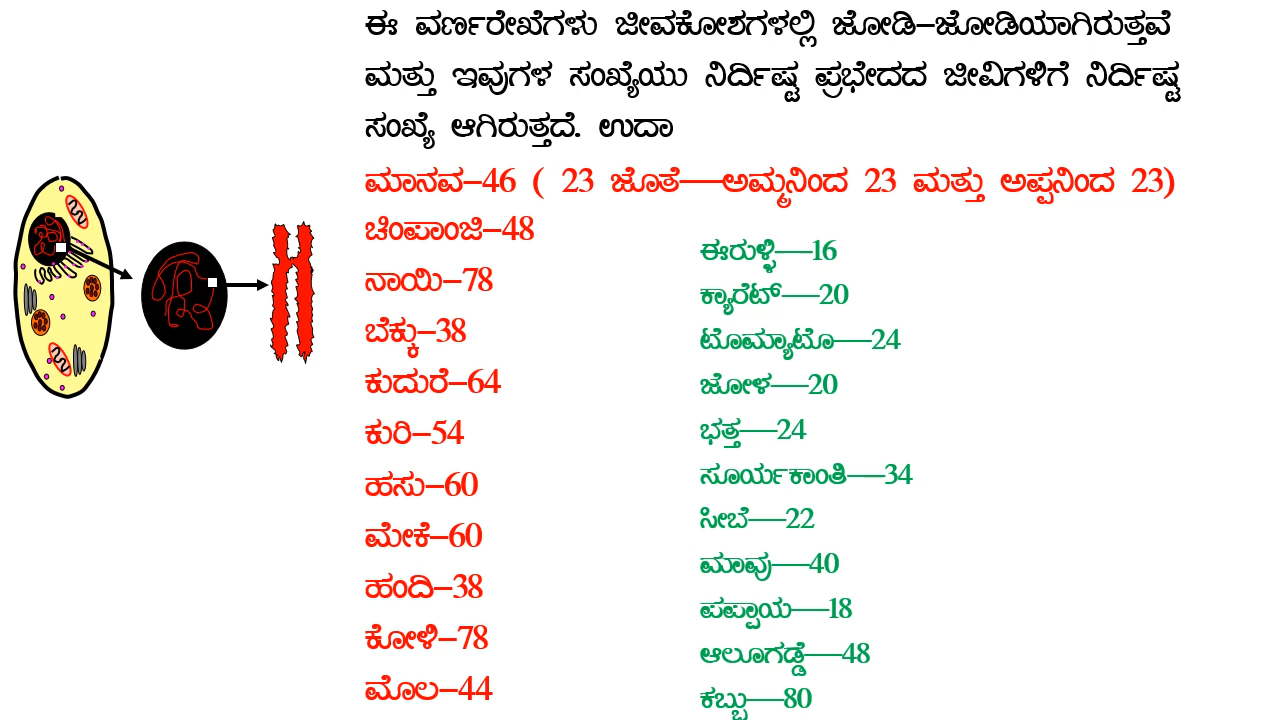 ಈ ವರ್ಣರೇಖೆಗಳು ಜೀವಕೋಶಗಳಲ್ಲಿ ಜೋಡಿ–ಜೋಡಿಯಾಗಿರುತ್ತವೆ
ಮತ್ತು ಇವುಗಳ ಸಂಖ್ಯೆಯು ನಿರ್ದಿಷ್ಟ ಪ್ರಭೇದದ ಜೀವಿಗಳಿಗೆ ನಿರ್ದಿಷ್ಟ
ಸಂಖ್ಯೆ ಆಗಿರುತ್ತದೆ. ಉದಾ
ಮಾನವ–46 ( 23 ಜೊತೆ––ಅಮ್ಮನಿಂದ 23 ಮತ್ತು ಅಪ್ಪನಿಂದ 23)
ಚಿಂಪಾಂಜಿ–48
ನಾಯಿ–78
ಬೆಕ್ಕು–38
ಕುದುರೆ–64
ಕುರಿ–54
ಹಸು–60
ಮೇಕೆ–60
ಹಂದಿ–38
ಕೋಳಿ–78
ಮೊಲ–44
ಈರುಳ್ಳಿ––16
ಕ್ಯಾರೆಟ್––20
ಟೊಮ್ಯಾಟೊ––24
ಜೋಳ––20
ಭತ್ತ––24
ಸೂರ್ಯಕಾಂತಿ––34
ಸೀಬೆ––22
ಮಾವು––40
ಪಪ್ಪಾಯ––18
ಆಲೂಗಡ್ಡೆ––48
ಕಬ್ಬು––80